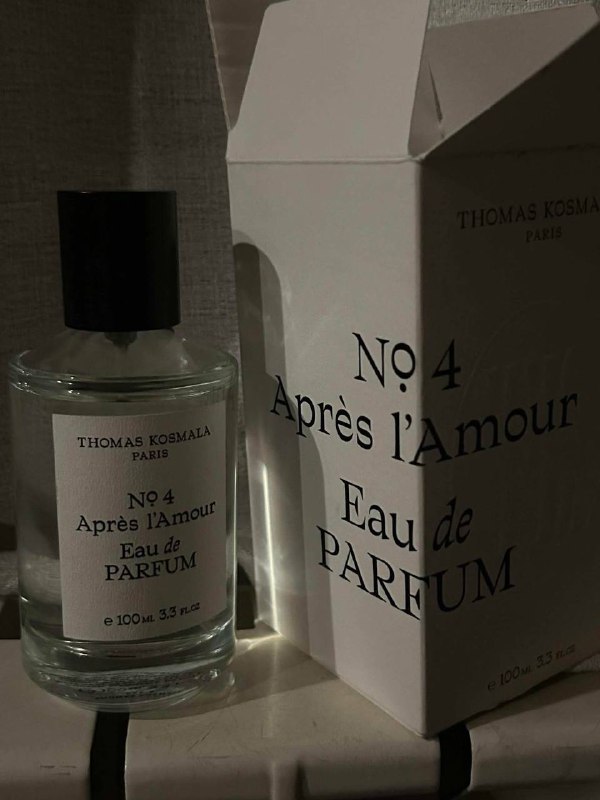 THOMAS KOSMALA
PARIS
No 4
Après l'Amour
Eau de
PARFUM
e 100 ML 3.3 FL.OZ
THOMAS KOSMA
PARIS
No 4
Après l'Amour
Eau de
PARFUM
e 100 ML 3.3 FL.OZ